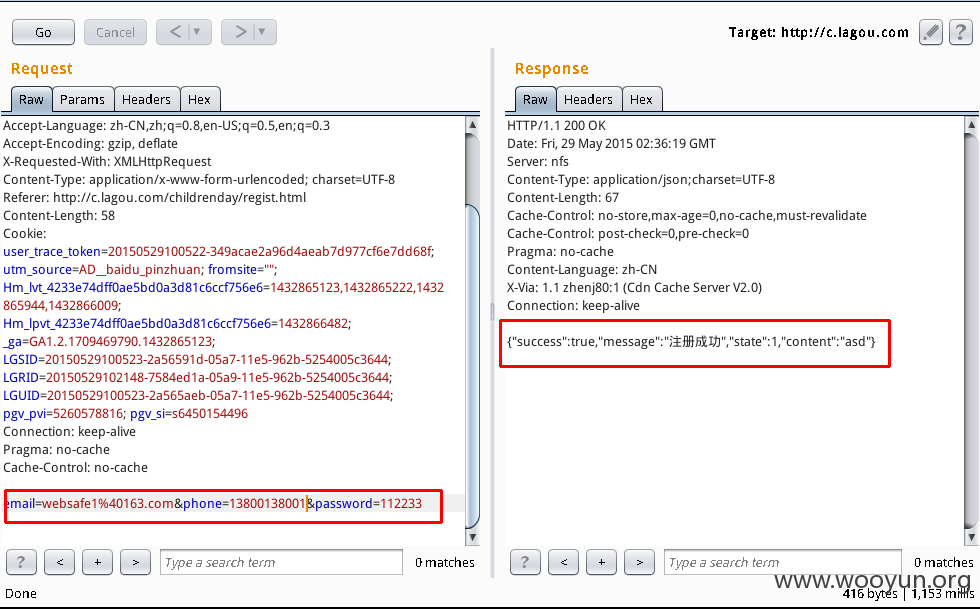 Go Cancel < > Target: http://c.lagou.com ?
Request
Raw Params Headers Hex
Accept-Language: zh-CN,zh;q=0.8,en-US;q=0.5,en;q=0.3
Accept-Encoding: gzip, deflate
X-Requested-With: XMLHttpRequest
Content-Type: application/x-www-form-urlencoded; charset=UTF-8
Referer: http://c.lagou.com/childrenday/regist.html
Content-Length: 58
Cookie:
user_trace_token=20150529100522-349acae2a96d4aeab7d977cf6e7dd68f;
utm_source=AD__baidu_pinzhuan; fromsite="";
Hm_lvt_4233e74dff0ae5bd0a3d81c6ccf756e6=1432865123,1432865222,1432
865944,1432866009;
Hm_lpvt_4233e74dff0ae5bd0a3d81c6ccf756e6=1432866482;
_ga=GA1.2.1709469790.1432865123;
LGSID=20150529100523-2a56591d-05a7-11e5-962b-5254005c3644;
LGRID=20150529102148-7584ed1a-05a9-11e5-962b-5254005c3644;
LGUID=20150529100523-2a565aeb-05a7-11e5-962b-5254005c3644;
pgv_pvi=5260578816; pgv_si=s6450154496
Connection: keep-alive
Pragma: no-cache
Cache-Control: no-cache
email=websafe1%40163.com&phone=13800138001&password=112233
? < + > Type a search term 0 matches
Response
Raw Headers Hex
HTTP/1.1 200 OK
Date: Fri, 29 May 2015 02:36:19 GMT
Server: nfs
Content-Type: application/json;charset=UTF-8
Content-Length: 67
Cache-Control: no-store,max-age=0,no-cache,must-revalidate
Cache-Control: post-check=0,pre-check=0
Pragma: no-cache
Content-Language: zh-CN
X-Via: 1.1 zhenj80:1 (Cdn Cache Server V2.0)
Connection: keep-alive
{"success":true,"message":"注册成功","state":1,"content":"asd"}
? < + > Type a search term 0 matches
www.wooyun.org
Done 416 bytes | 1,153 millis